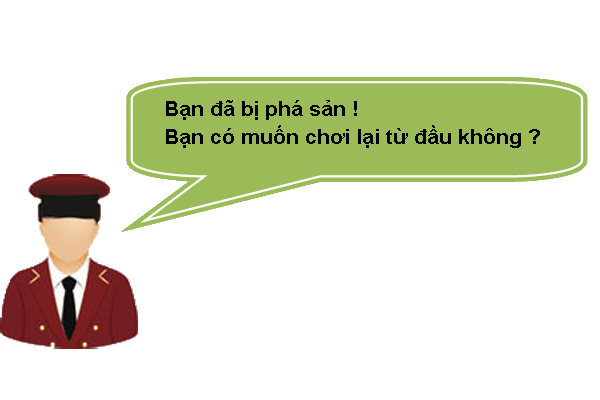 Bạn đã bị phá sản !
Bạn có muốn chơi lại từ đầu không ?